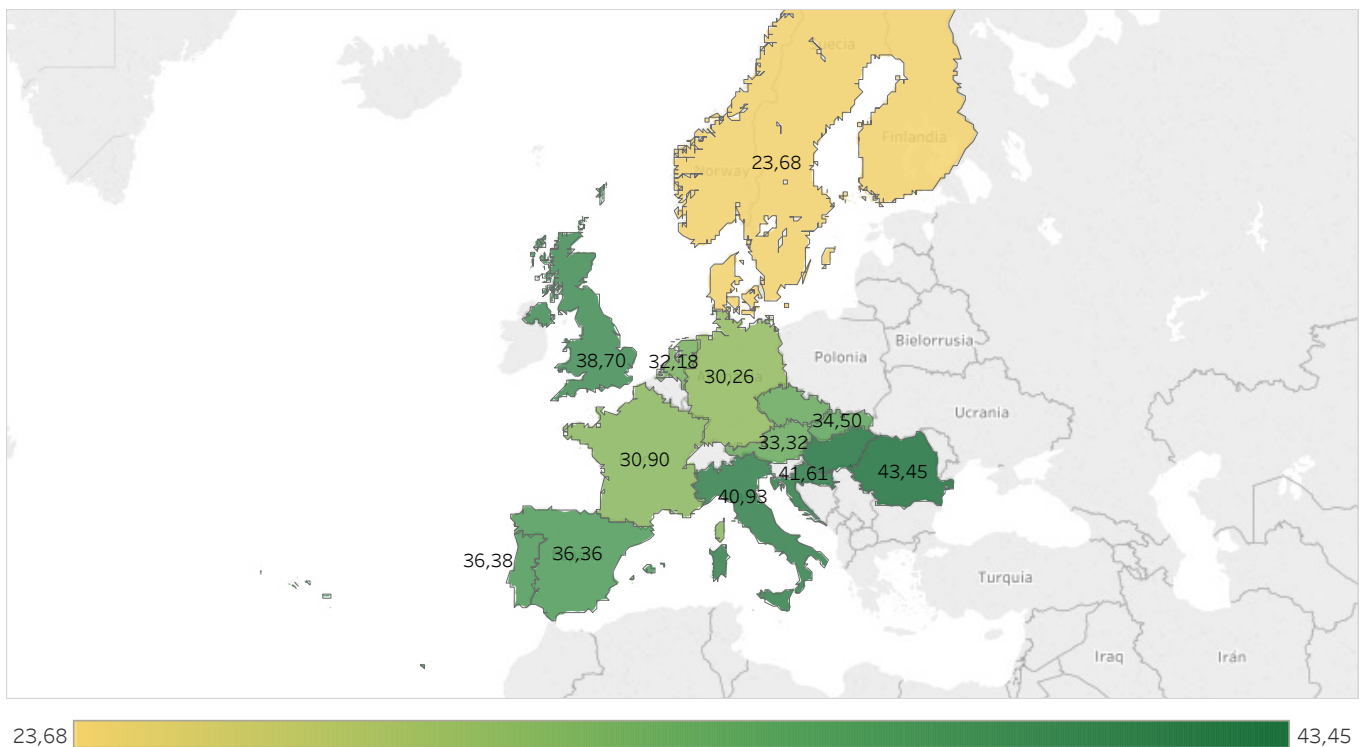 Finlandia
23,68
Norway
38,70
32,18
30,26
Polonia
Bielorrusia
Ucrania
34,50
33,32
30,90
41,61
43,45
40,93
36,38
36,36
Turquía
Iraq
Irán
23,68
43,45